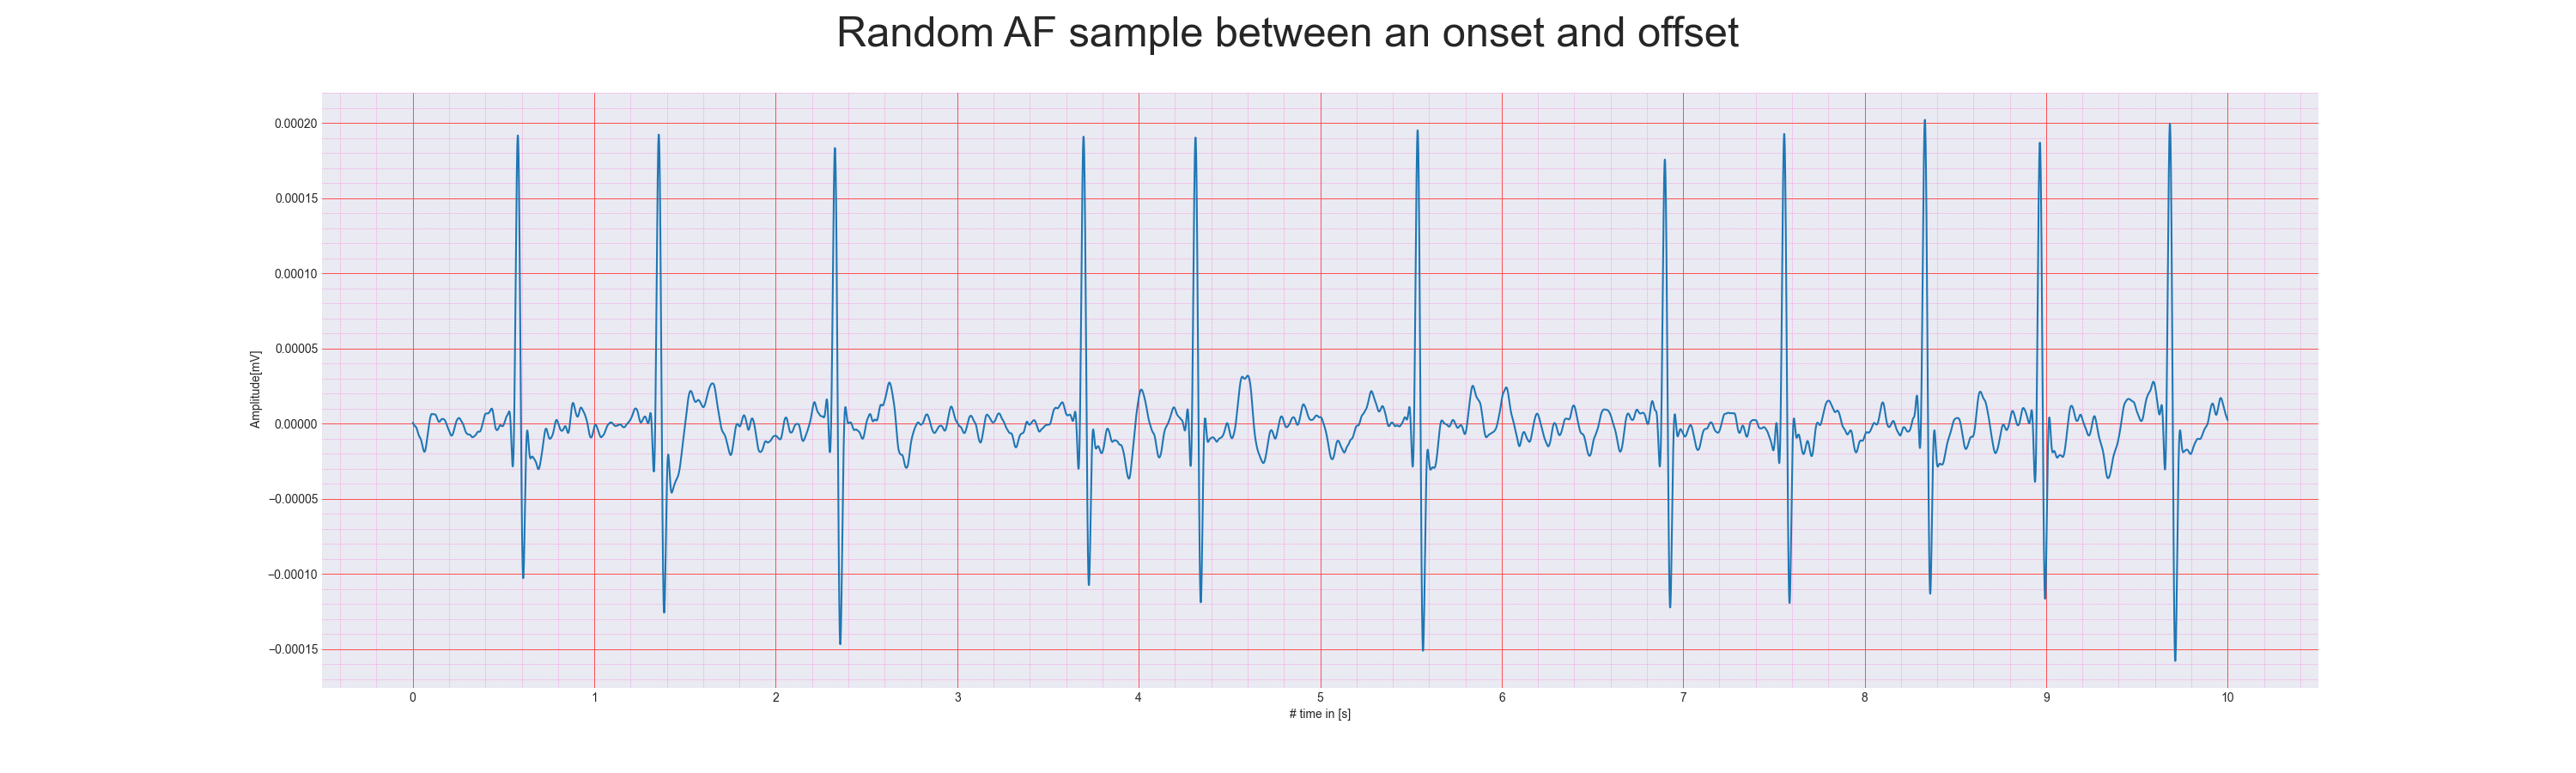 Random AF sample between an onset and offset
0.00020
0.00015
0.00010
0.00005
0.00000
−0.00005
−0.00010
−0.00015
Amplitude[mV]
0 1 2 3 4 5 6 7 8 9 10
# time in [s]